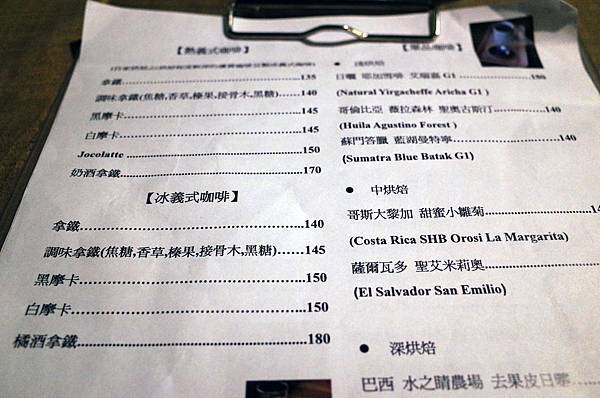 【熱義式咖啡】
拿鐵 135
調味拿鐵(焦糖,香草,榛果,接骨木,黑糖) 140
黑摩卡 145
白摩卡 145
Jocolatte 150
奶酒拿鐵 170
【冰義式咖啡】
拿鐵 140
調味拿鐵(焦糖,香草,榛果,接骨木,黑糖) 145
黑摩卡 150
白摩卡 150
橘酒拿鐵 180
【單品咖啡】
● 淺烘焙
日曬 耶加雪啡 艾瑞嘉 G1 180
(Natural Yirgacheffe Aricha G1 )
哥倫比亞 薇拉森林 聖奧古斯汀 140
(Huila Agustino Forest )
蘇門答臘 藍湖曼特寧 140
(Sumatra Blue Batak G1)
● 中烘焙
哥斯大黎加 甜蜜小雛菊
(Costa Rica SHB Orosi La Margarita)
薩爾瓦多 聖艾米莉奧
(El Salvador San Emilio)
● 深烘焙
巴西 水之晴農場 去果皮日曬